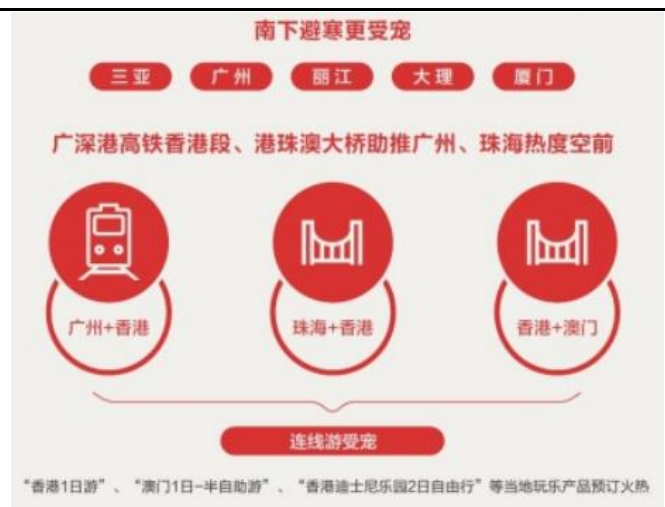 南下避寒更受宠
三亚 广州 丽江 大理 厦门
广深港高铁香港段、港珠澳大桥助推广州、珠海热度空前
广州+香港 珠海+香港 香港+澳门
连线游受宠
“香港1日游”、“澳门1日-半自助游”、“香港迪士尼乐园2日自由行”等当地玩乐产品预订火热